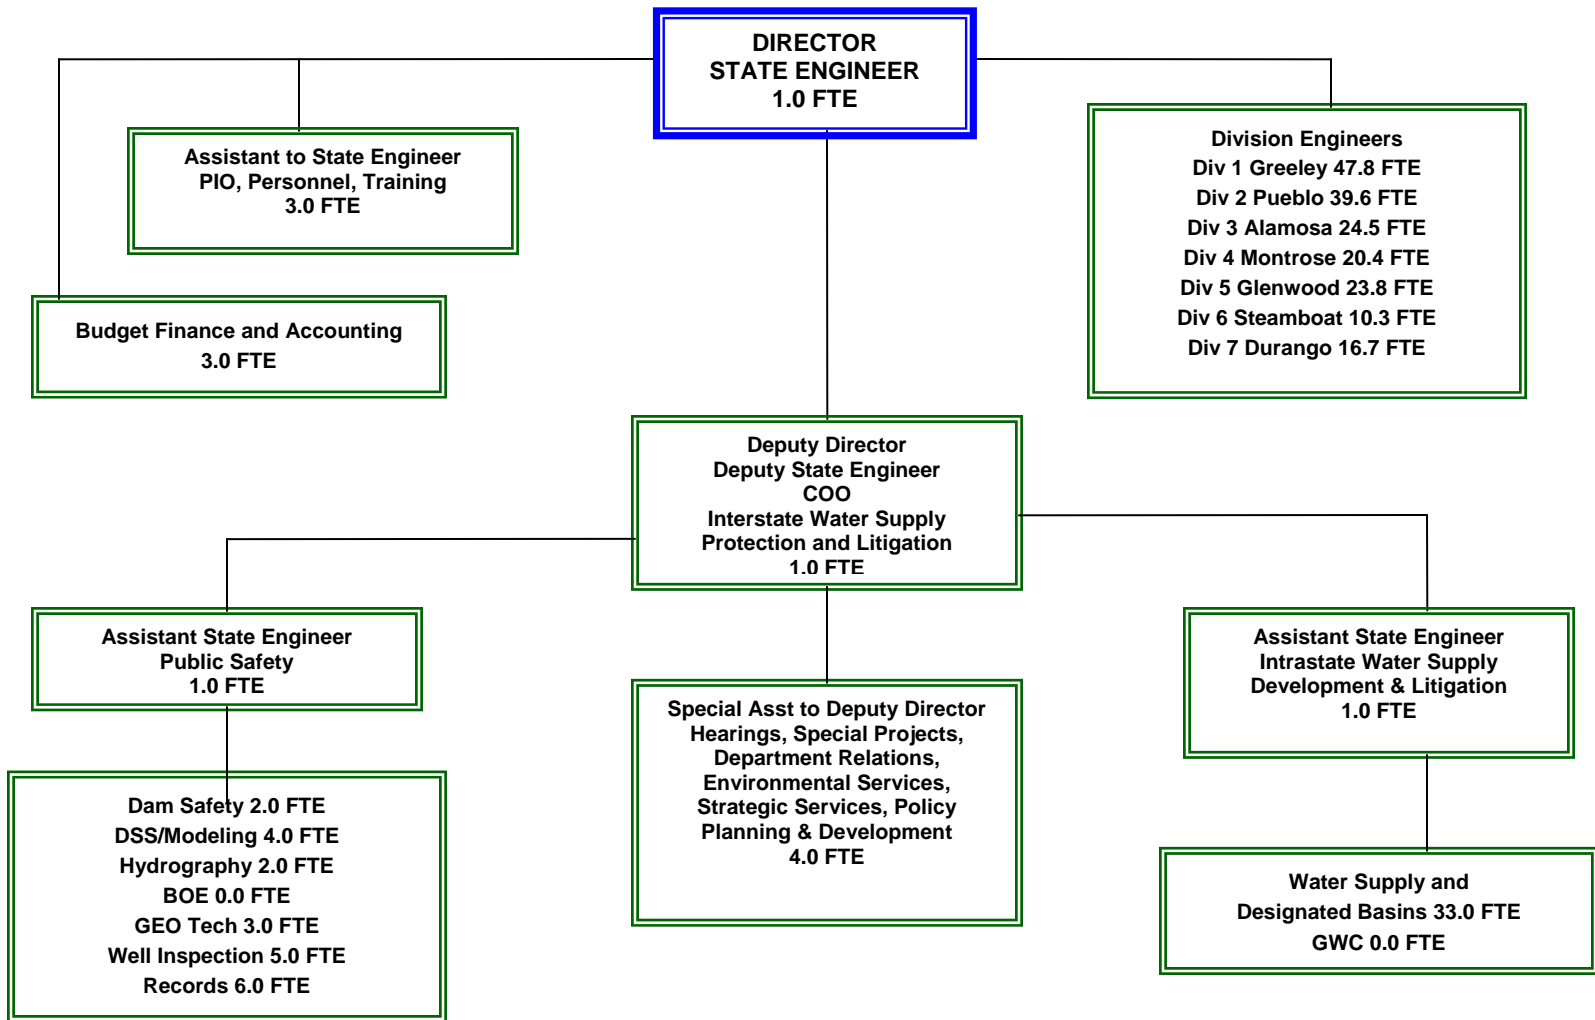 DIRECTOR
STATE ENGINEER
1.0 FTE
Assistant to State Engineer
PIO, Personnel, Training
3.0 FTE
Division Engineers
Div 1 Greeley 47.8 FTE
Div 2 Pueblo 39.6 FTE
Div 3 Alamosa 24.5 FTE
Div 4 Montrose 20.4 FTE
Div 5 Glenwood 23.8 FTE
Div 6 Steamboat 10.3 FTE
Div 7 Durango 16.7 FTE
Budget Finance and Accounting
3.0 FTE
Deputy Director
Deputy State Engineer
COO
Interstate Water Supply
Protection and Litigation
1.0 FTE
Assistant State Engineer
Public Safety
1.0 FTE
Special Asst to Deputy Director
Hearings, Special Projects,
Department Relations,
Environmental Services,
Strategic Services, Policy
Planning & Development
4.0 FTE
Assistant State Engineer
Intrastate Water Supply
Development & Litigation
1.0 FTE
Dam Safety 2.0 FTE
DSS/Modeling 4.0 FTE
Hydrography 2.0 FTE
BOE 0.0 FTE
GEO Tech 3.0 FTE
Well Inspection 5.0 FTE
Records 6.0 FTE
Water Supply and
Designated Basins 33.0 FTE
GWC 0.0 FTE